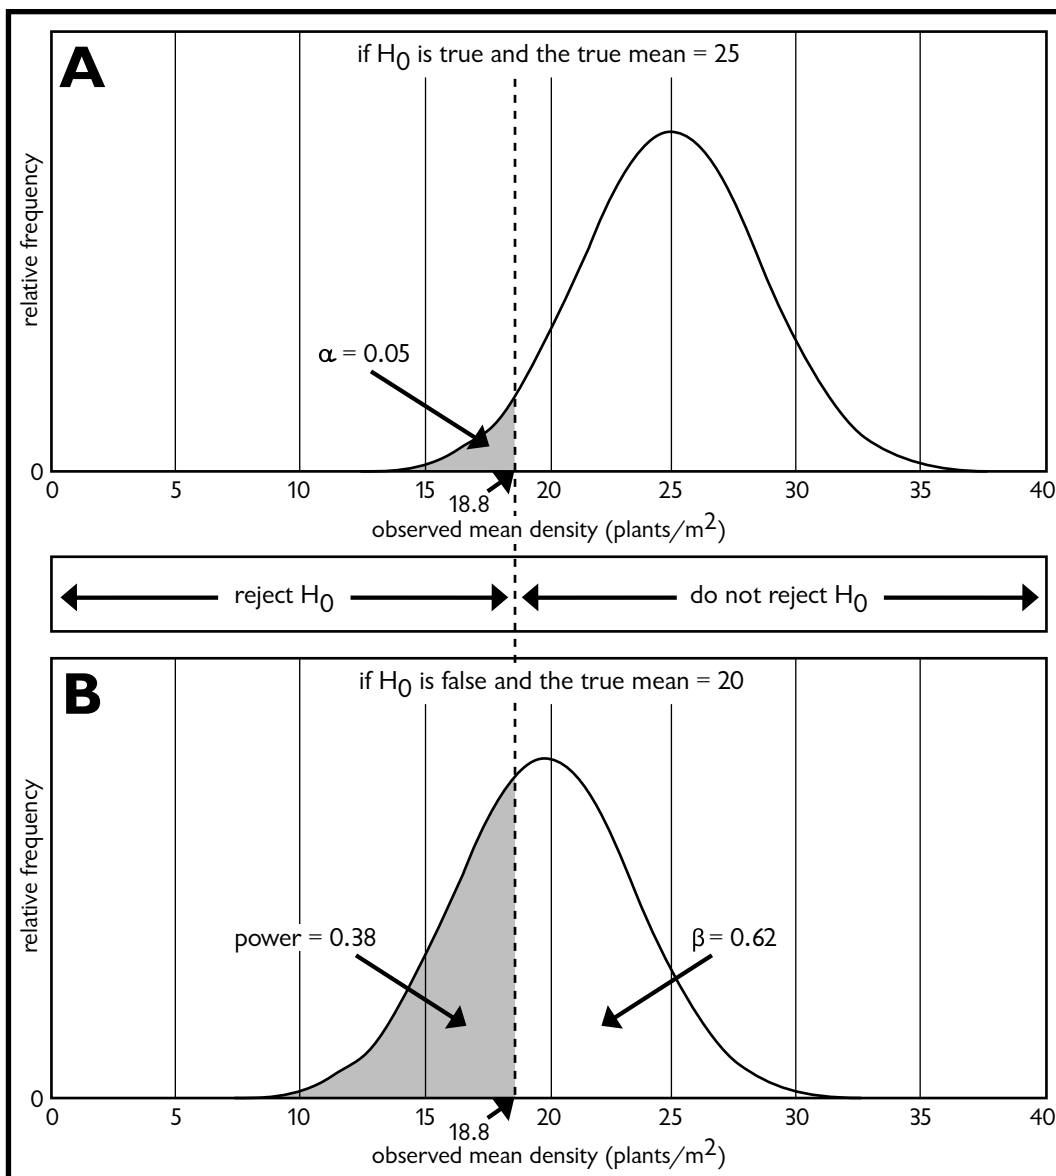 A
if H0 is true and the true mean = 25
relative frequency
α = 0.05
0
0 5 10 15 20 25 30 35 40
18.8
observed mean density (plants/m2)
reject H0 do not reject H0
B
if H0 is false and the true mean = 20
relative frequency
power = 0.38 β = 0.62
0
0 5 10 15 20 25 30 35 40
18.8
observed mean density (plants/m2)